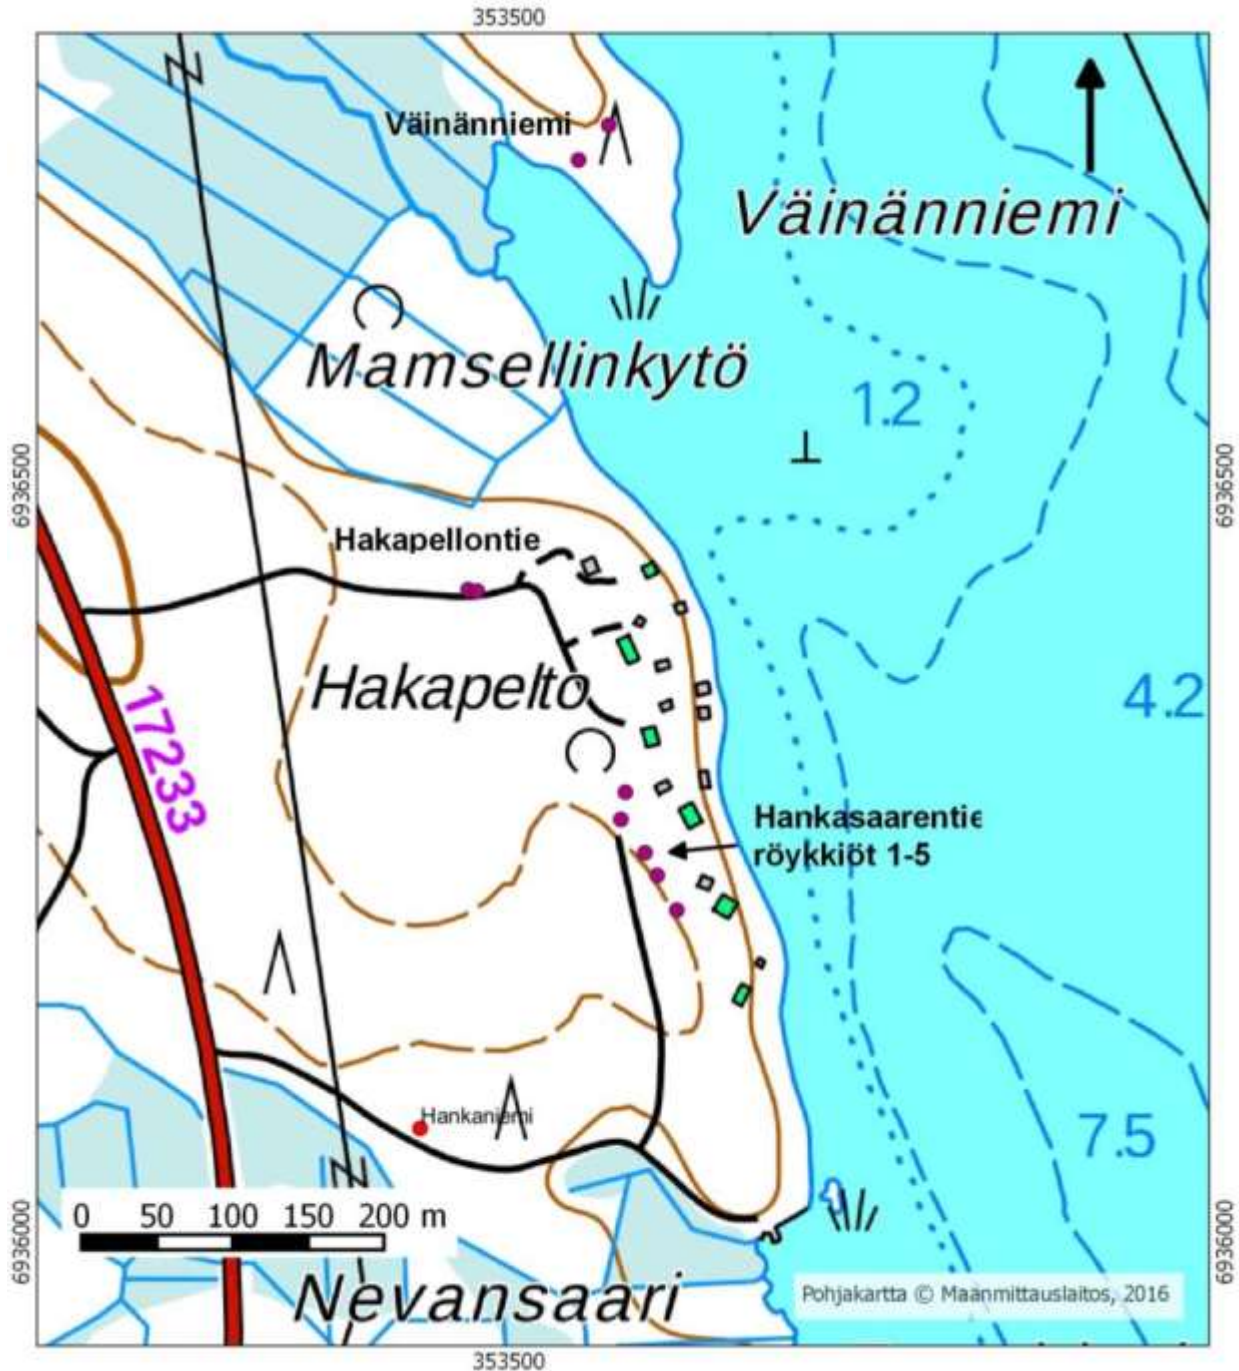 353500
Väinänniemi
Väinänniemi
Mamsellinkytö
1.2
6936500
6936500
Hakapellontie
Hakapelto
4.2
17233
Hankasaarentie
röykkiöt 1-5
Hankaniemi
7.5
0 50 100 150 200 m
6936000
6936000
Nevansaari
Pohjakartta © Maanmittauslaitos, 2016
353500